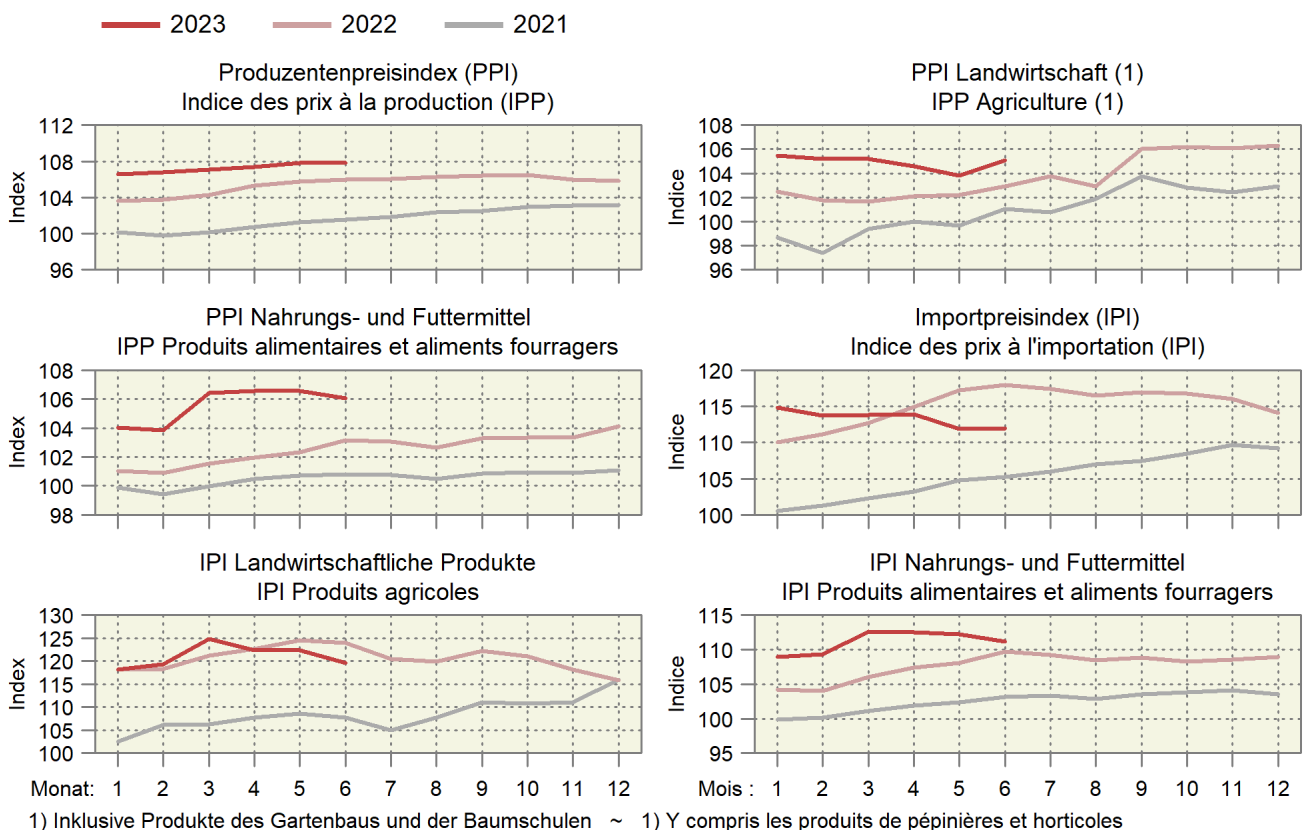 2023 2022 2021
Produzentenpreisindex (PPI)
Indice des prix à la production (IPP)
112
108
104
100
96
Index
PPI Landwirtschaft (1)
IPP Agriculture (1)
108
106
104
102
100
98
96
Indice
PPI Nahrungs- und Futtermittel
IPP Produits alimentaires et aliments fourragers
108
106
104
102
100
98
Index
Importpreisindex (IPI)
Indice des prix à l'importation (IPI)
120
115
110
105
100
Indice
IPI Landwirtschaftliche Produkte
IPI Produits agricoles
130
125
120
115
110
105
100
Index
Monat: 1 2 3 4 5 6 7 8 9 10 11 12
IPI Nahrungs- und Futtermittel
IPI Produits alimentaires et aliments fourragers
115
110
105
100
95
Indice
Mois : 1 2 3 4 5 6 7 8 9 10 11 12
1) Inklusive Produkte des Gartenbaus und der Baumschulen ~ 1) Y compris les produits de pépinières et horticoles